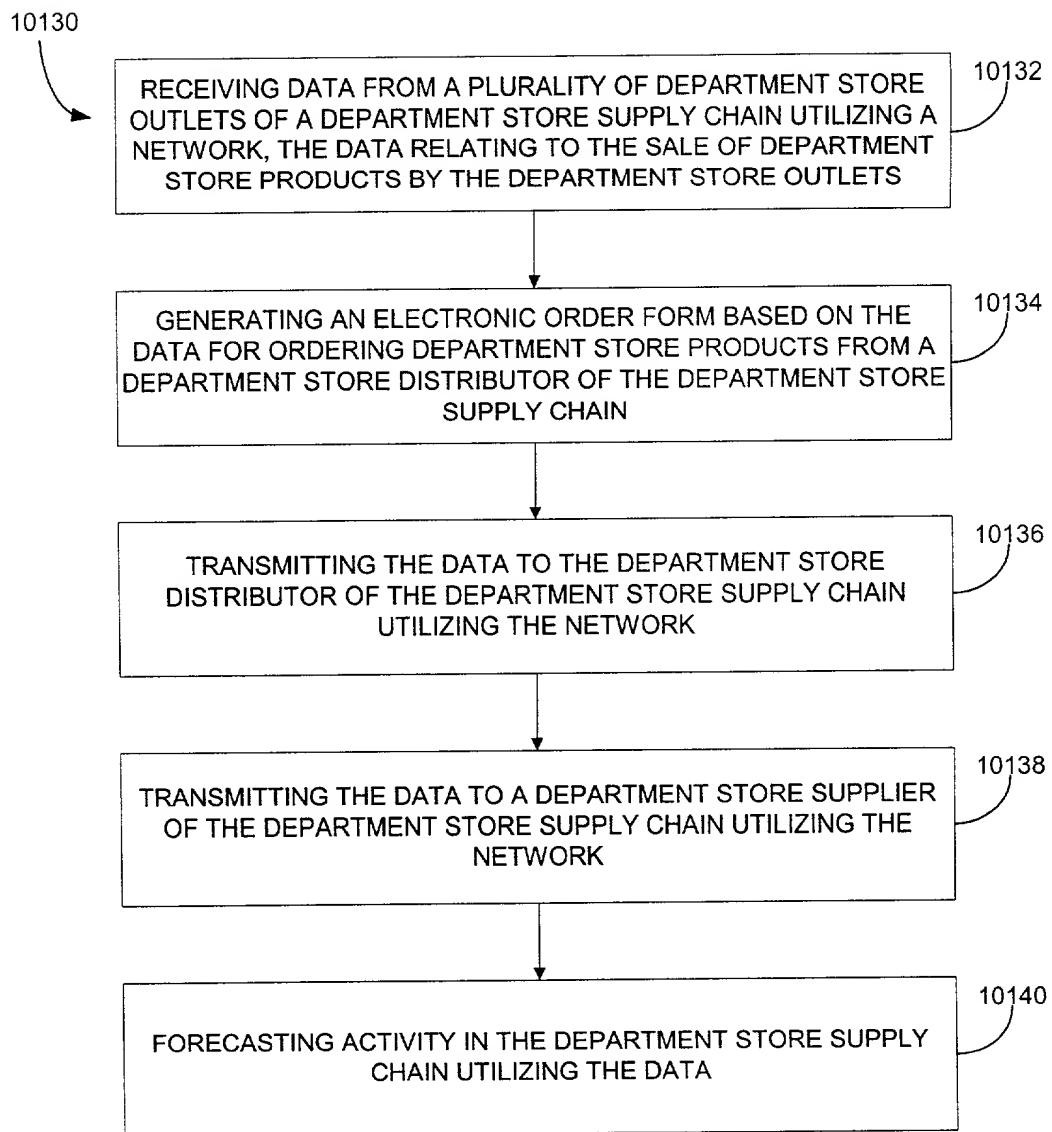 10130
10132
RECEIVING DATA FROM A PLURALITY OF DEPARTMENT STORE
OUTLETS OF A DEPARTMENT STORE SUPPLY CHAIN UTILIZING A
NETWORK, THE DATA RELATING TO THE SALE OF DEPARTMENT
STORE PRODUCTS BY THE DEPARTMENT STORE OUTLETS
10134
GENERATING AN ELECTRONIC ORDER FORM BASED ON THE
DATA FOR ORDERING DEPARTMENT STORE PRODUCTS FROM A
DEPARTMENT STORE DISTRIBUTOR OF THE DEPARTMENT STORE
SUPPLY CHAIN
10136
TRANSMITTING THE DATA TO THE DEPARTMENT STORE
DISTRIBUTOR OF THE DEPARTMENT STORE SUPPLY CHAIN
UTILIZING THE NETWORK
10138
TRANSMITTING THE DATA TO A DEPARTMENT STORE SUPPLIER
OF THE DEPARTMENT STORE SUPPLY CHAIN UTILIZING THE
NETWORK
10140
FORECASTING ACTIVITY IN THE DEPARTMENT STORE SUPPLY
CHAIN UTILIZING THE DATA